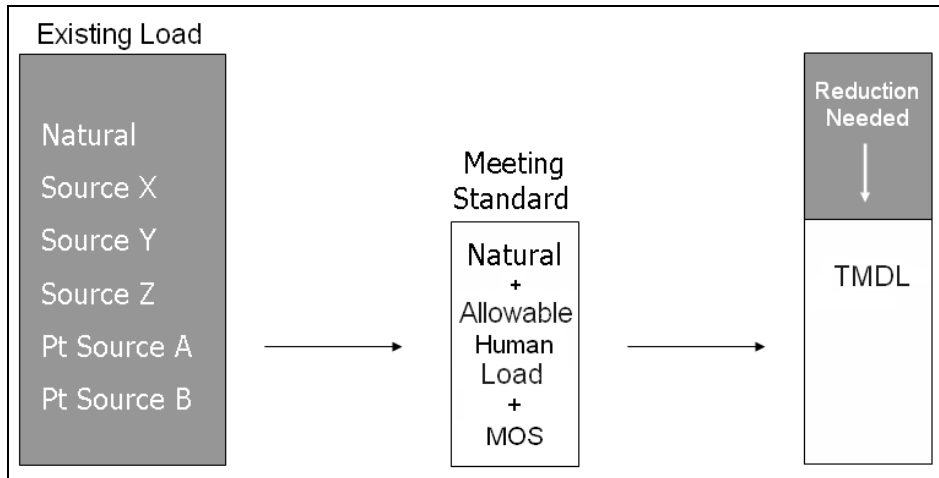 Existing Load
Natural
Source X
Source Y
Source Z
Pt Source A
Pt Source B
Meeting
Standard
Natural
+
Allowable
Human
Load
+
MOS
Reduction
Needed
TMDL